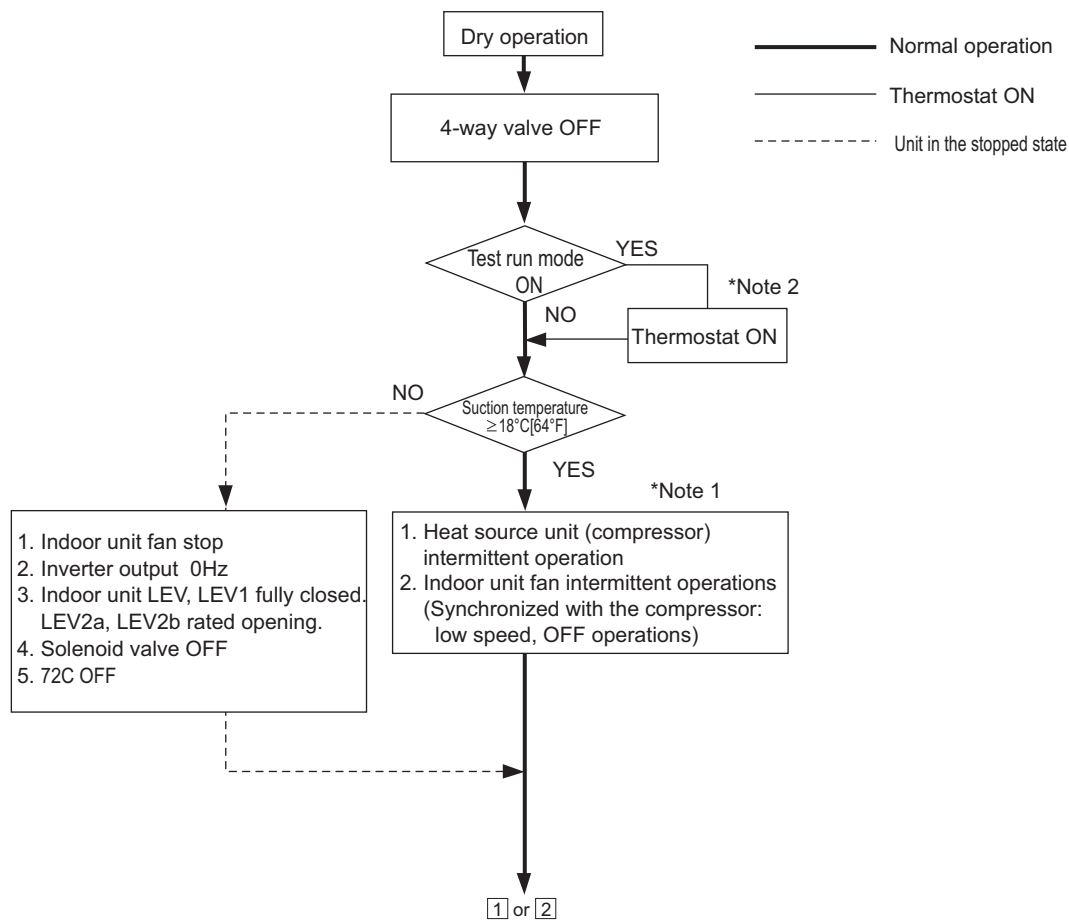 Dry operation
Normal operation
Thermostat ON
Unit in the stopped state
4-way valve OFF
Test run mode
ON
YES
*Note 2
NO
Thermostat ON
NO
Suction temperature
≥18°C[64°F]
YES
*Note 1
1. Indoor unit fan stop
2. Inverter output 0Hz
3. Indoor unit LEV, LEV1 fully closed.
LEV2a, LEV2b rated opening.
4. Solenoid valve OFF
5. 72C OFF
1. Heat source unit (compressor)
intermittent operation
2. Indoor unit fan intermittent operations
(Synchronized with the compressor:
low speed, OFF operations)
1 or 2